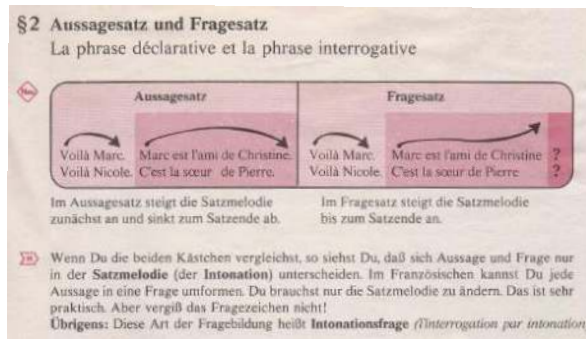 §2 Aussagesatz und Fragesatz
La phrase déclarative et la phrase interrogative
Aussagesatz
Fragesatz
Voilà Marc. Marc est l'ami de Christine. Voilà Marc. Marc est l'ami de Christine ?
Voilà Nicole. C'est la sœur de Pierre. Voilà Nicole. C'est la sœur de Pierre ?
Im Aussagesatz steigt die Satzmelodie
zunächst an und sinkt zum Satzende ab.
Im Fragesatz steigt die Satzmelodie
bis zum Satzende an.
Wenn Du die beiden Kästchen vergleichst, so siehst Du, daß sich Aussage und Frage nur
in der Satzmelodie (der Intonation) unterscheiden. Im Französischen kannst Du jede
Aussage in eine Frage umformen. Du brauchst nur die Satzmelodie zu ändern. Das ist sehr
praktisch. Aber vergiß das Fragezeichen nicht!
Übrigens: Diese Art der Fragebildung heißt Intonationsfrage (l'interrogation par intonation